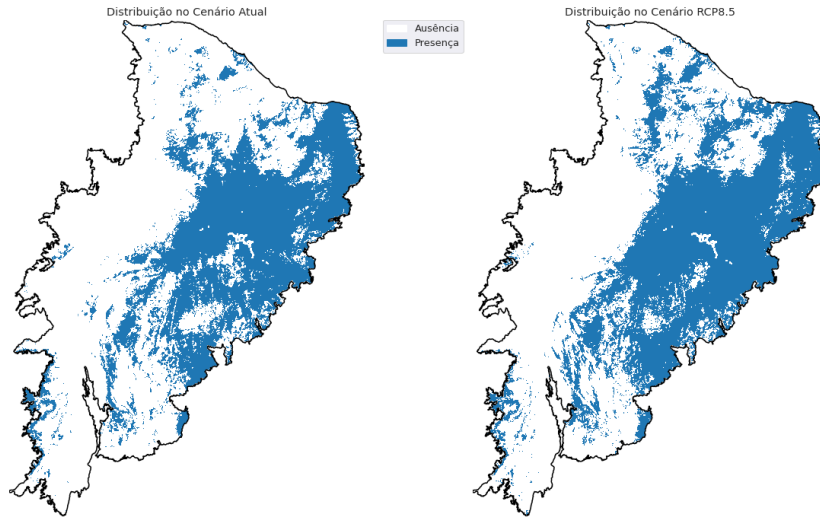 Distribuição no Cenário Atual
Distribuição no Cenário RCP8.5
Ausência
Presença